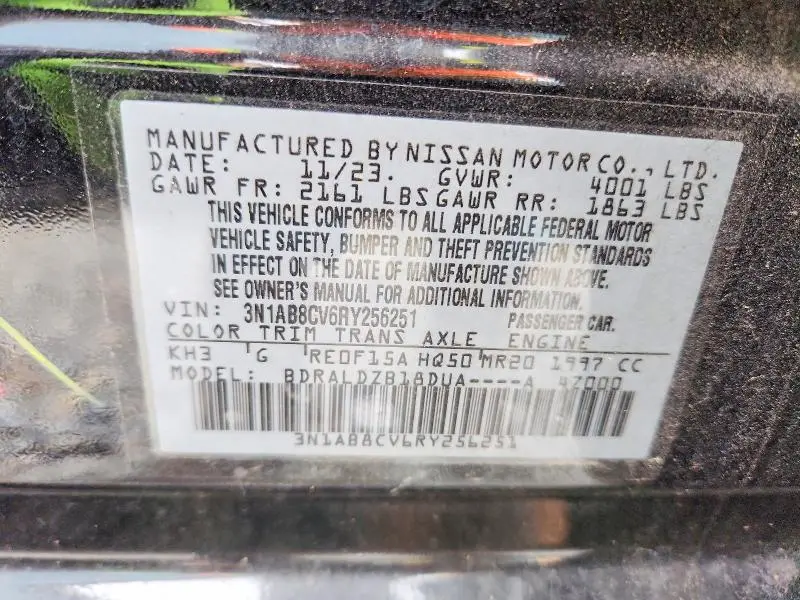 MANUFACTURED BY NISSAN MOTOR CO., LTD.
DATE: 11/23. GVWR: 4001 LBS
GAWR FR: 2161 LBS GAWR RR: 1863 LBS
THIS VEHICLE CONFORMS TO ALL APPLICABLE FEDERAL MOTOR
VEHICLE SAFETY, BUMPER AND THEFT PREVENTION STANDARDS
IN EFFECT ON THE DATE OF MANUFACTURE SHOWN ABOVE.
SEE OWNER'S MANUAL FOR ADDITIONAL INFORMATION.
VIN: 3N1AB8CV6RY256251 PASSENGER CAR.
COLOR TRIM TRANS AXLE ENGINE
KH3 G RE0F15A HQ50 MR20 1997 CC
MODEL: BDRALDZB18DUA----A 4Z000
3N1AB8CV6RY256251